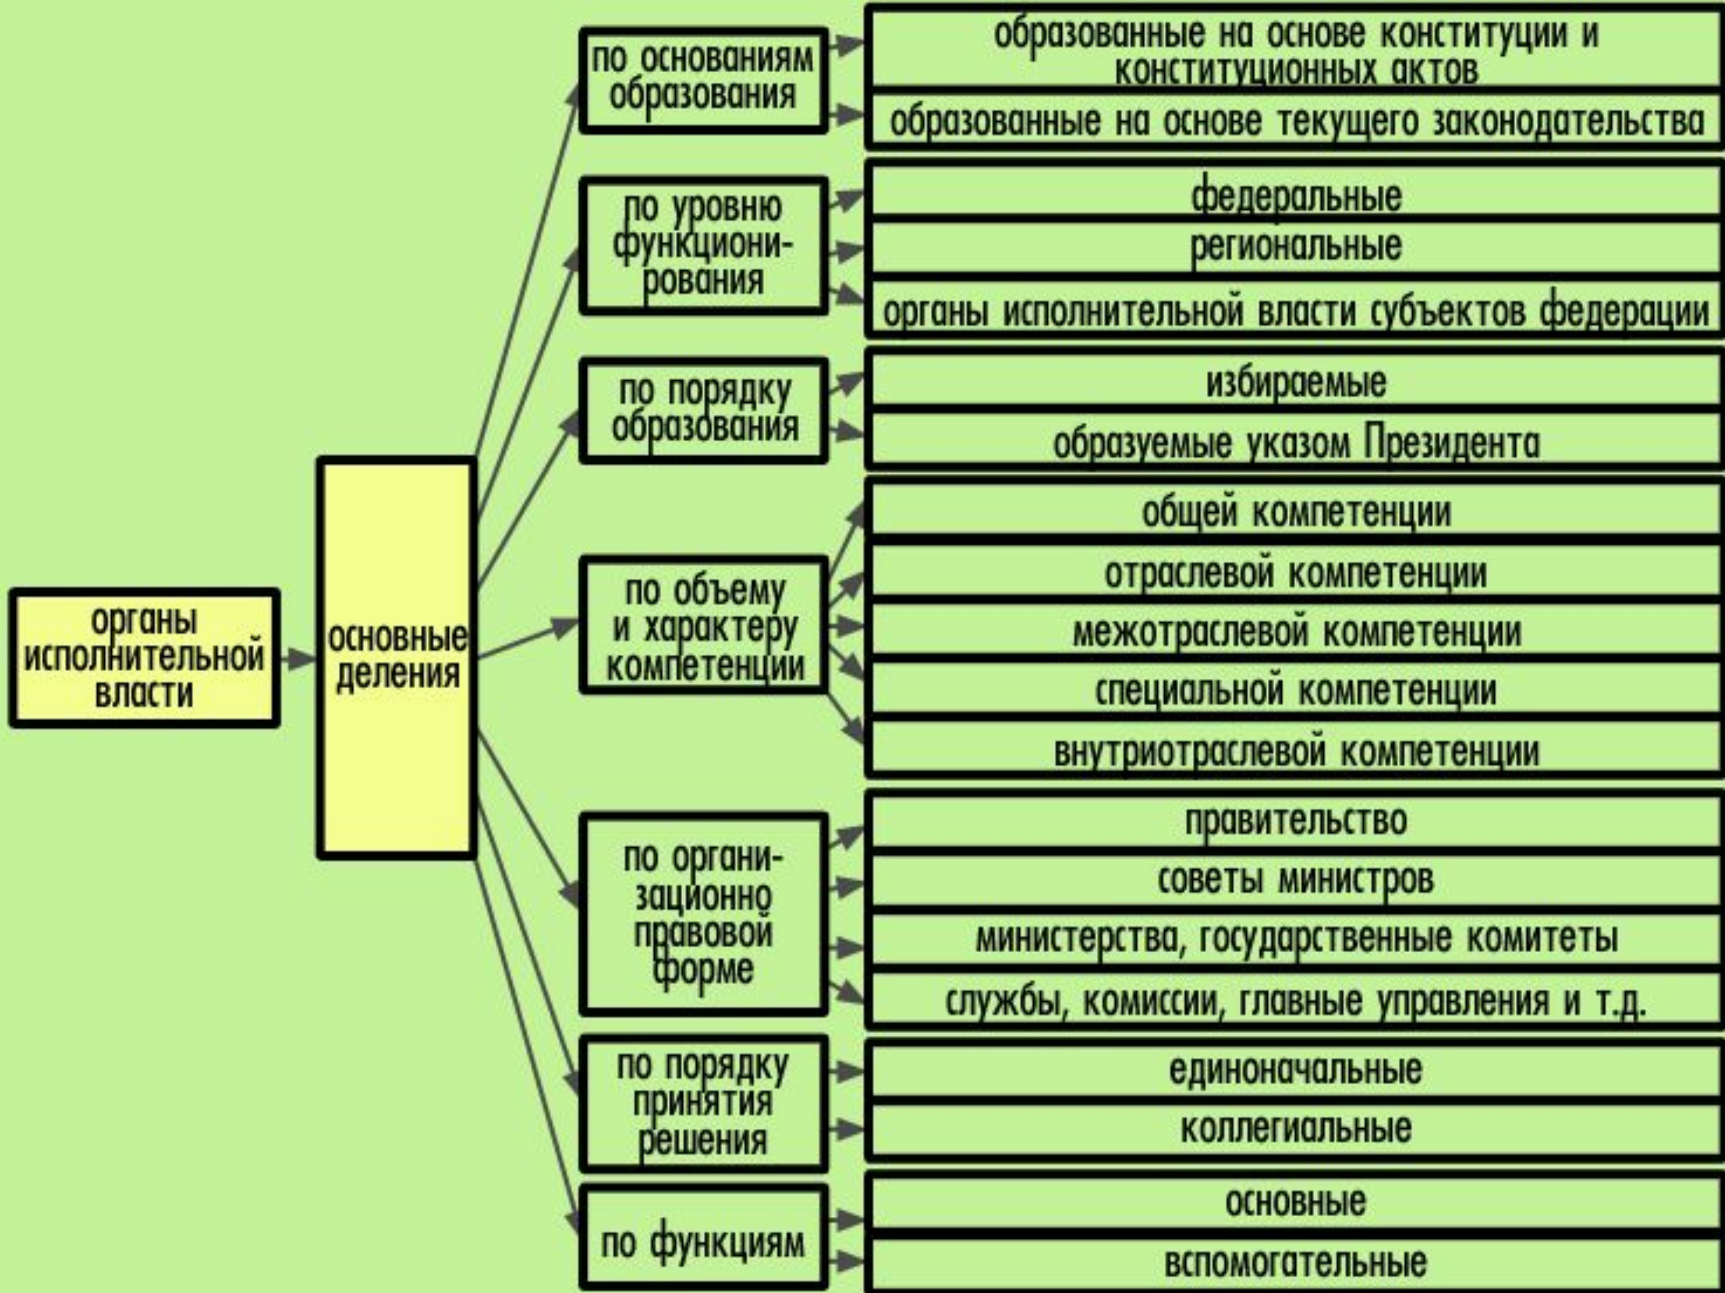 органы
исполнительной
власти
основные
деления
по основаниям
образования
образованные на основе конституции и
конституционных актов
образованные на основе текущего законодательства
по уровню
функциони-
рования
федеральные
региональные
органы исполнительной власти субъектов федерации
по порядку
образования
избираемые
образуемые указом Президента
по объему
и характеру
компетенции
общей компетенции
отраслевой компетенции
межотраслевой компетенции
специальной компетенции
внутриотраслевой компетенции
по органи-
зационно
правовой
форме
правительство
советы министров
министерства, государственные комитеты
службы, комиссии, главные управления и т.д.
по порядку
принятия
решения
единоначальные
коллегиальные
по функциям
основные
вспомогательные